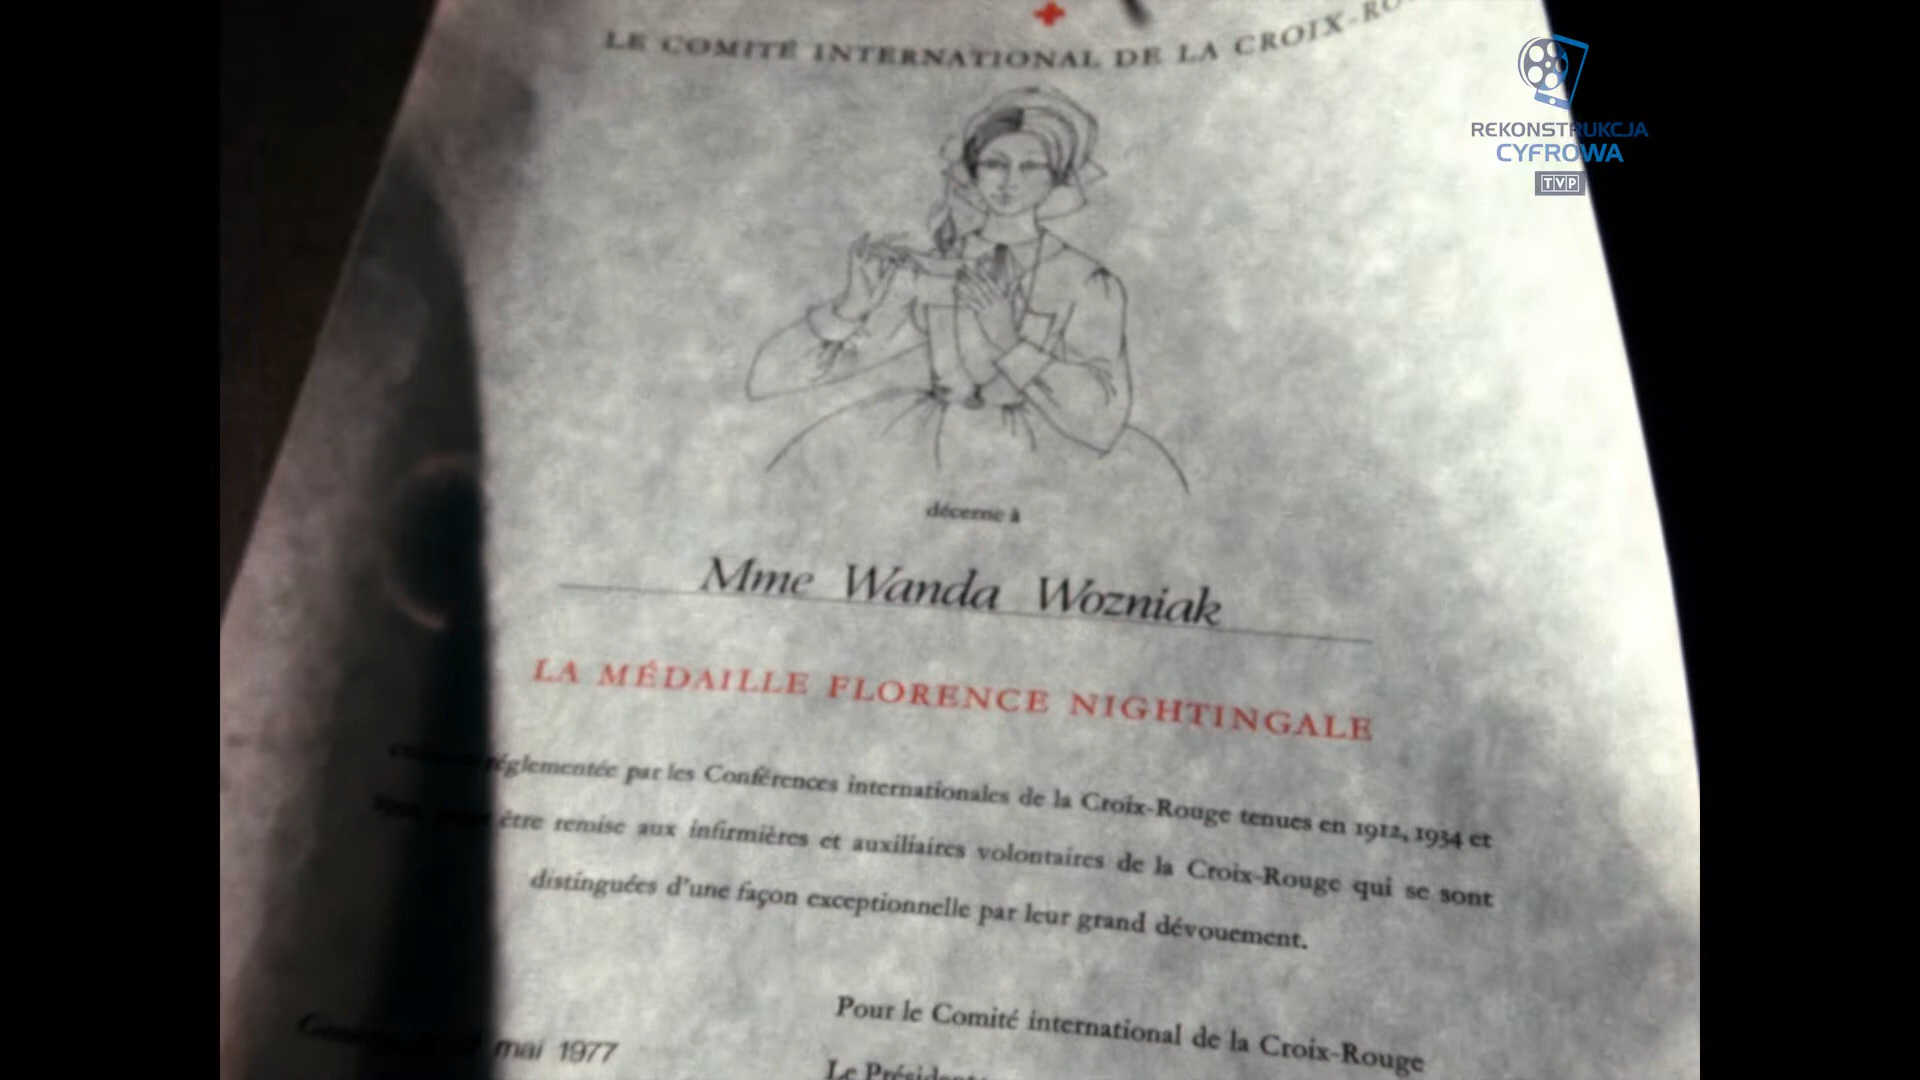 LE COMITÉ INTERNATIONAL DE LA CROIX-RO
REKONSTRUKCJA
CYFROWA
TVP
décerne à
Mme Wanda Wozniak
LA MÉDAILLE FLORENCE NIGHTINGALE
réglementée par les Conférences internationales de la Croix-Rouge tenues en 1912, 1934 et
être remise aux infirmières et auxiliaires volontaires de la Croix-Rouge qui se sont
distinguées d'une façon exceptionnelle par leur grand dévouement.
Pour le Comité international de la Croix-Rouge
mai 1977
Le Président